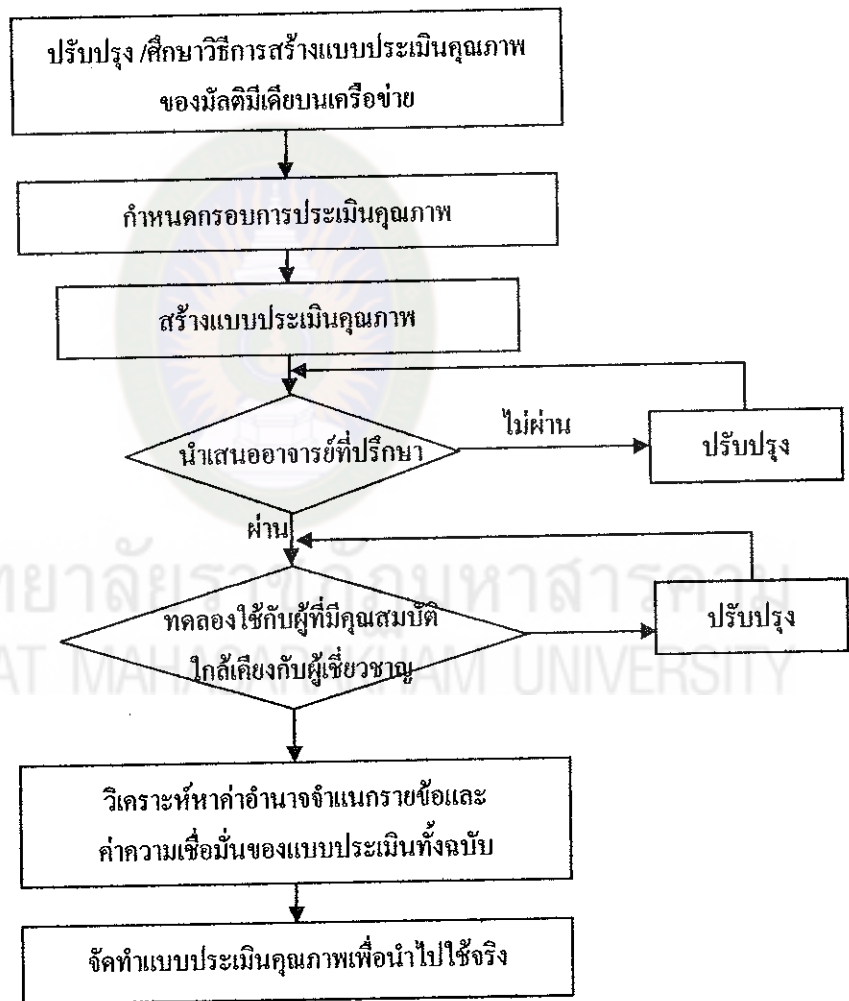 ปรับปรุง /ศึกษาวิธีการสร้างแบบประเมินคุณภาพ
ของมัลติมีเดียบนเครือข่าย
กำหนดกรอบการประเมินคุณภาพ
สร้างแบบประเมินคุณภาพ
นำเสนออาจารย์ที่ปรึกษา
ไม่ผ่าน
ปรับปรุง
ผ่าน
ทดลองใช้กับผู้ที่มีคุณสมบัติ
ใกล้เคียงกับผู้เชี่ยวชาญ
ปรับปรุง
วิเคราะห์หาค่าอำนาจจำแนกรายข้อและ
ค่าความเชื่อมั่นของแบบประเมินทั้งฉบับ
จัดทำแบบประเมินคุณภาพเพื่อนำไปใช้จริง
MAHASARAKHAM UNIVERSITY